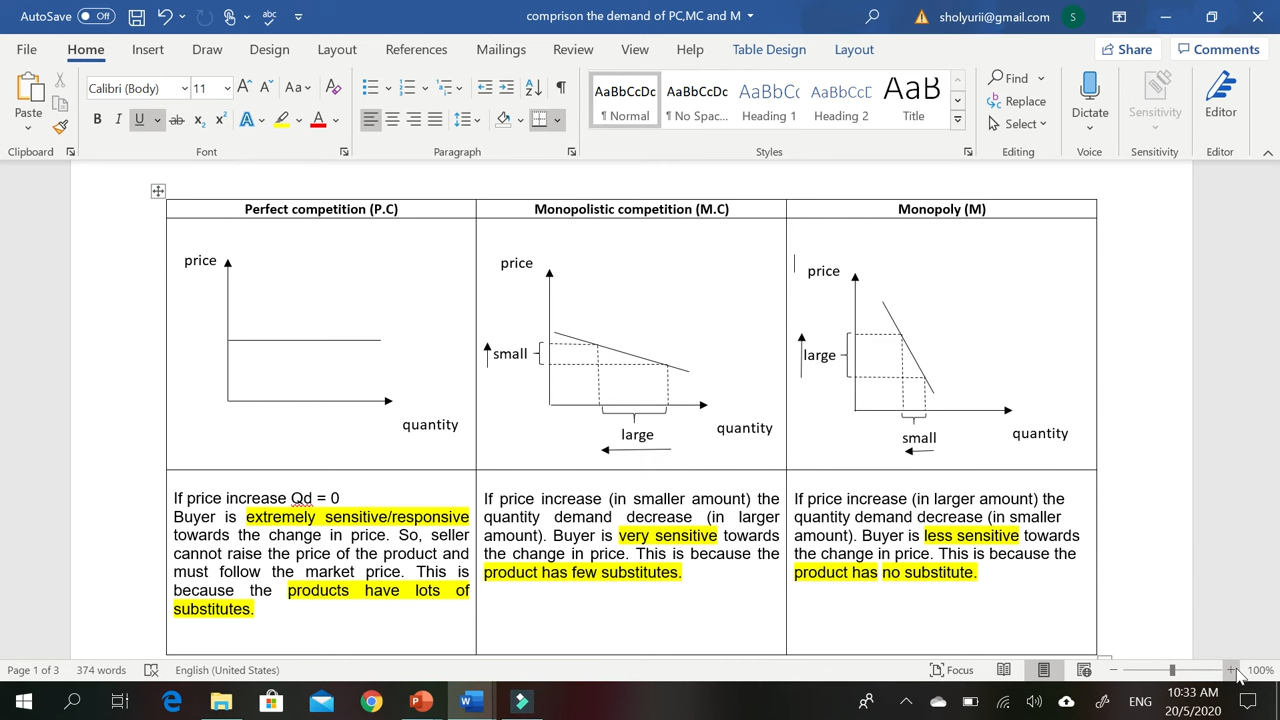 AutoSave Off
comprison the demand of PC,MC and M
sholyurii@gmail.com S
File Home Insert Draw Design Layout References Mailings Review View Help Table Design Layout
Share Comments
Paste
Clipboard
Calibri (Body) 11
Font
Paragraph
AaBbCcDc AaBbCcDc AaBbCc AaBbCcD AaB
¶ Normal ¶ No Spac... Heading 1 Heading 2 Title
Styles
Find
Replace
Select
Editing
Dictate
Voice
Sensitivity
Sensitivity
Editor
Editor
Perfect competition (P.C)
Monopolistic competition (M.C)
Monopoly (M)
price
quantity
price
small
large
quantity
price
large
small
quantity
If price increase Qd = 0
Buyer is extremely sensitive/responsive
towards the change in price. So, seller
cannot raise the price of the product and
must follow the market price. This is
because the products have lots of
substitutes.
If price increase (in smaller amount) the
quantity demand decrease (in larger
amount). Buyer is very sensitive towards
the change in price. This is because the
product has few substitutes.
If price increase (in larger amount) the
quantity demand decrease (in smaller
amount). Buyer is less sensitive towards
the change in price. This is because the
product has no substitute.
Page 1 of 3 374 words English (United States)
Focus 100%
ENG
10:33 AM
20/5/2020